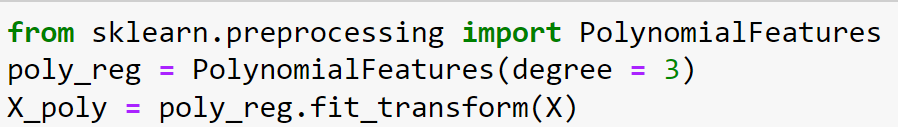 from sklearn.preprocessing import PolynomialFeatures
poly_reg = PolynomialFeatures(degree = 3)
X_poly = poly_reg.fit_transform(X)